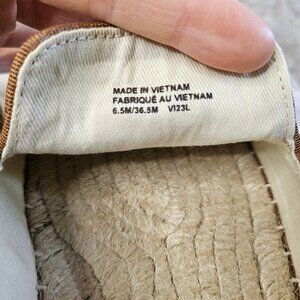 MADE IN VIETNAM
FABRIQUÉ AU VIETNAM
6.5M/36.5M VI23L